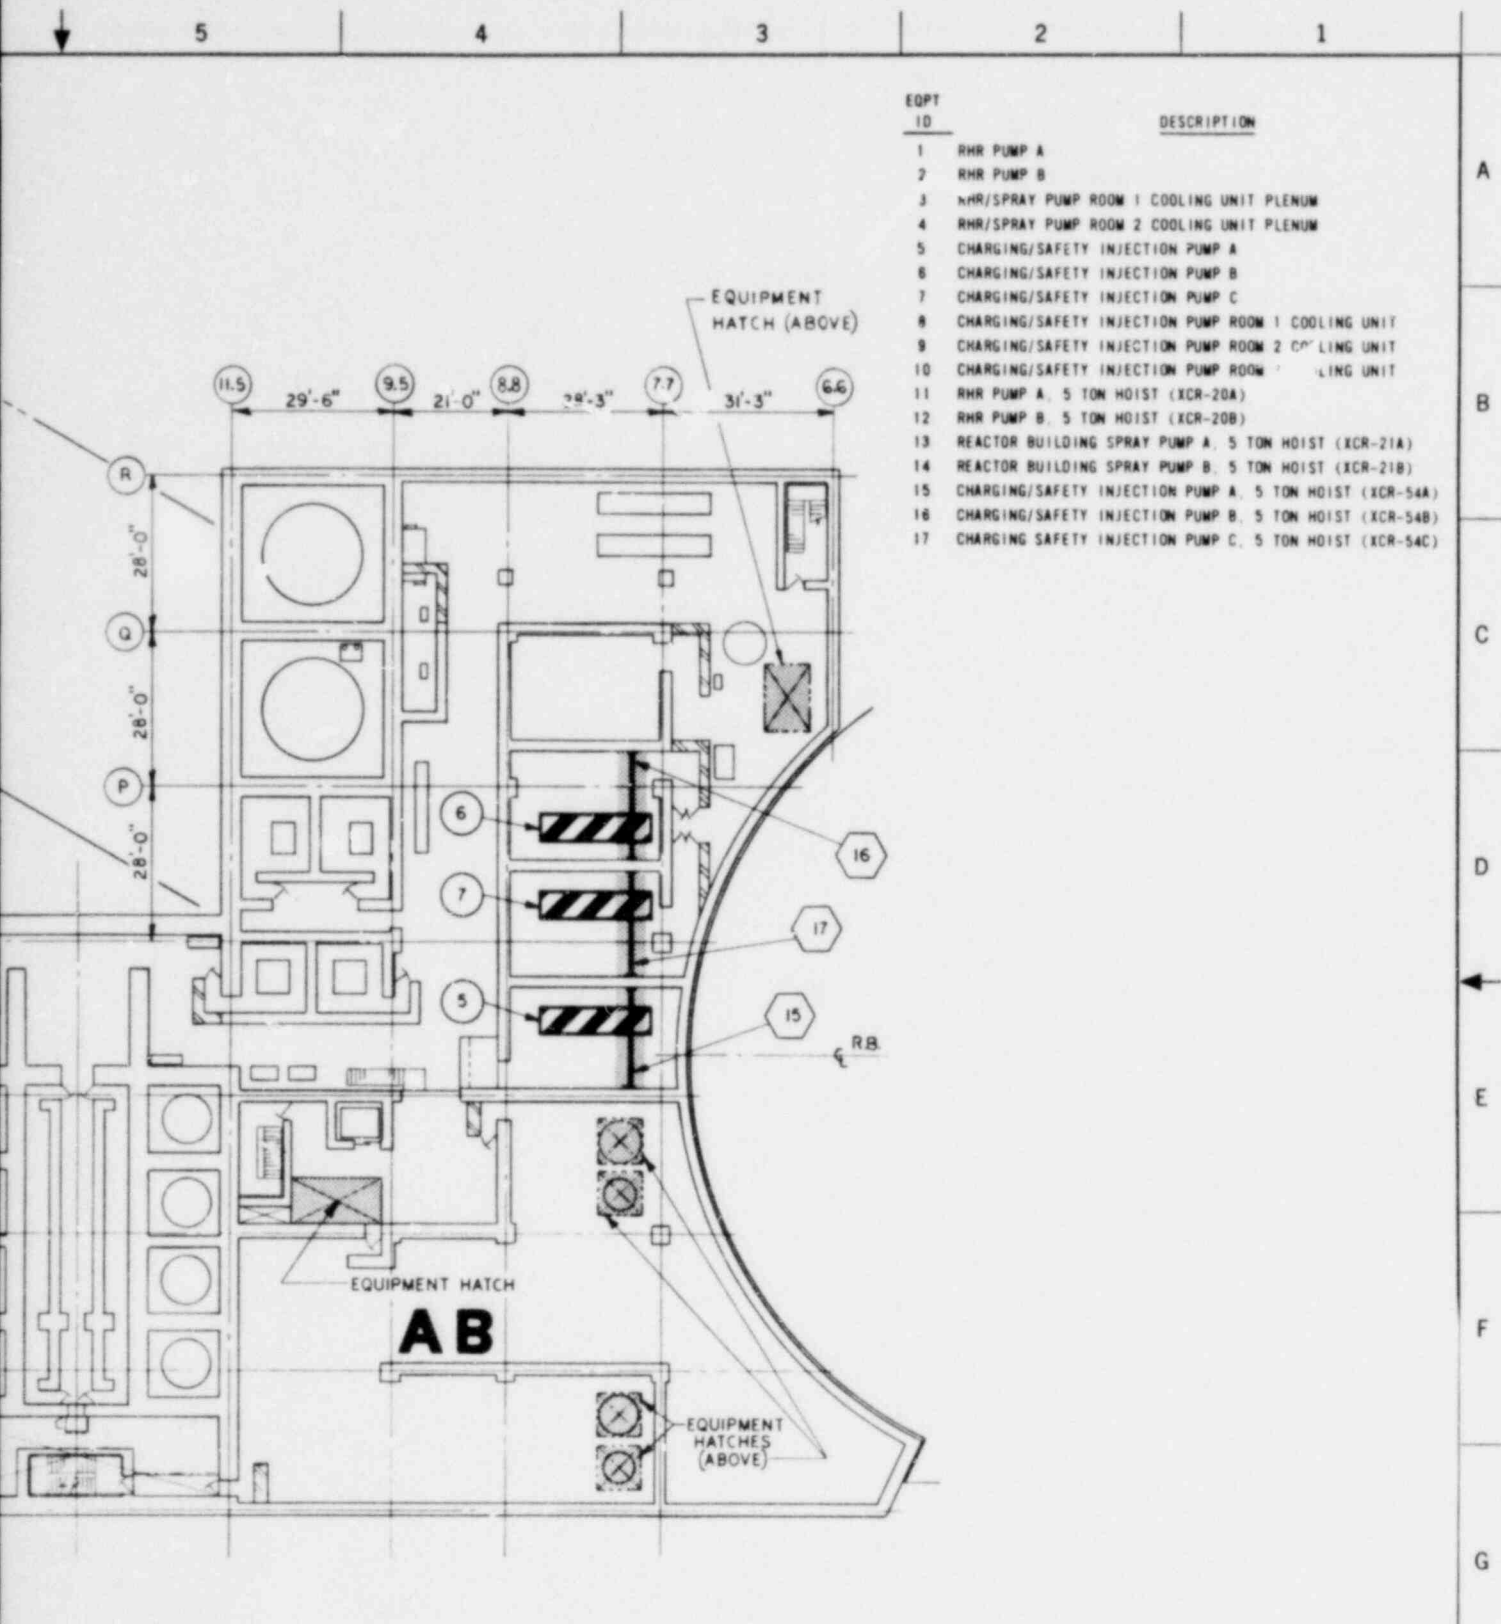 5 4 3 2 1
EQPT
ID DESCRIPTION
1 RHR PUMP A
2 RHR PUMP B
3 RHR/SPRAY PUMP ROOM 1 COOLING UNIT PLENUM
4 RHR/SPRAY PUMP ROOM 2 COOLING UNIT PLENUM
5 CHARGING/SAFETY INJECTION PUMP A
6 CHARGING/SAFETY INJECTION PUMP B
7 CHARGING/SAFETY INJECTION PUMP C
8 CHARGING/SAFETY INJECTION PUMP ROOM 1 COOLING UNIT
9 CHARGING/SAFETY INJECTION PUMP ROOM 2 COOLING UNIT
10 CHARGING/SAFETY INJECTION PUMP ROOM UNIT
11 RHR PUMP A, 5 TON HOIST (XCR-20A)
12 RHR PUMP B, 5 TON HOIST (XCR-20B)
13 REACTOR BUILDING SPRAY PUMP A, 5 TON HOIST (XCR-21A)
14 REACTOR BUILDING SPRAY PUMP B, 5 TON HOIST (XCR-21B)
15 CHARGING/SAFETY INJECTION PUMP A, 5 TON HOIST (XCR-54A)
16 CHARGING/SAFETY INJECTION PUMP B, 5 TON HOIST (XCR-54B)
17 CHARGING SAFETY INJECTION PUMP C, 5 TON HOIST (XCR-54C)
A
B
C
D
E
F
G
EQUIPMENT
HATCH (ABOVE)
11.5 9.5 8.8 7.7 6.6
29'-6" 21'-0" 28'-3" 31'-3"
R
28'-0"
Q
28'-0"
P
28'-0"
6
16
7
17
5
15
℄ R.B.
EQUIPMENT HATCH
AB
EQUIPMENT
HATCHES
(ABOVE)